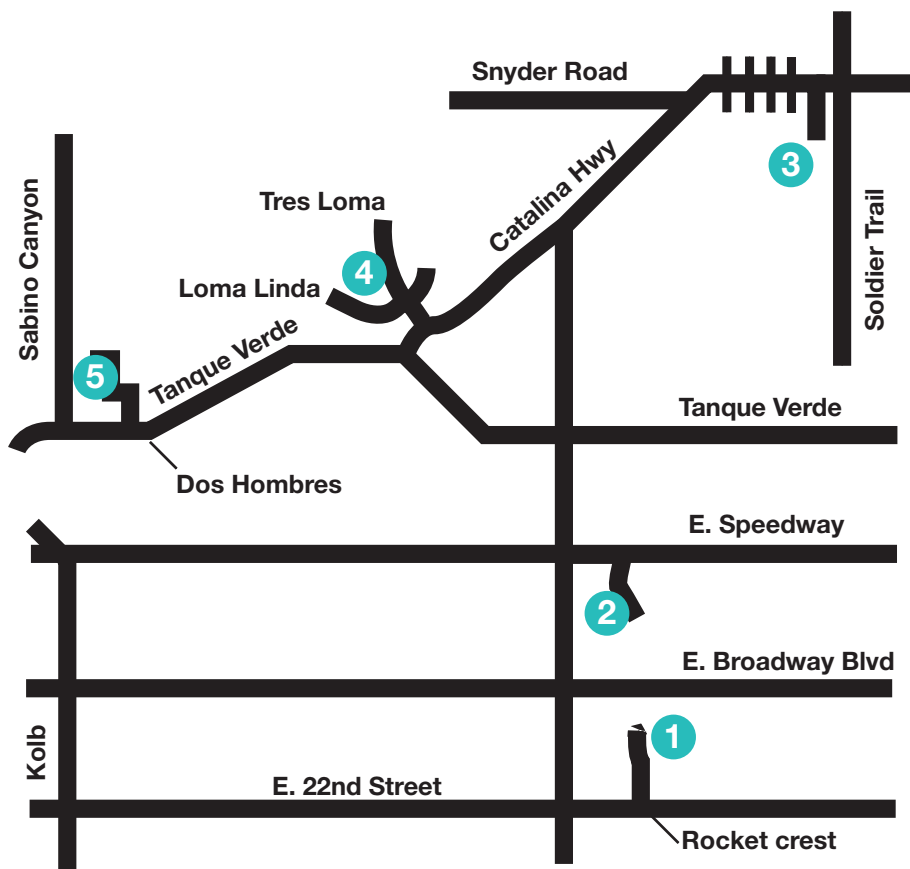 Snyder Road
3
Catalina Hwy
Tres Loma
4
Loma Linda
Sabino Canyon
Soldier Trail
Tanque Verde
5
Tanque Verde
Dos Hombres
E. Speedway
2
E. Broadway Blvd
1
Kolb
E. 22nd Street
Rocket crest